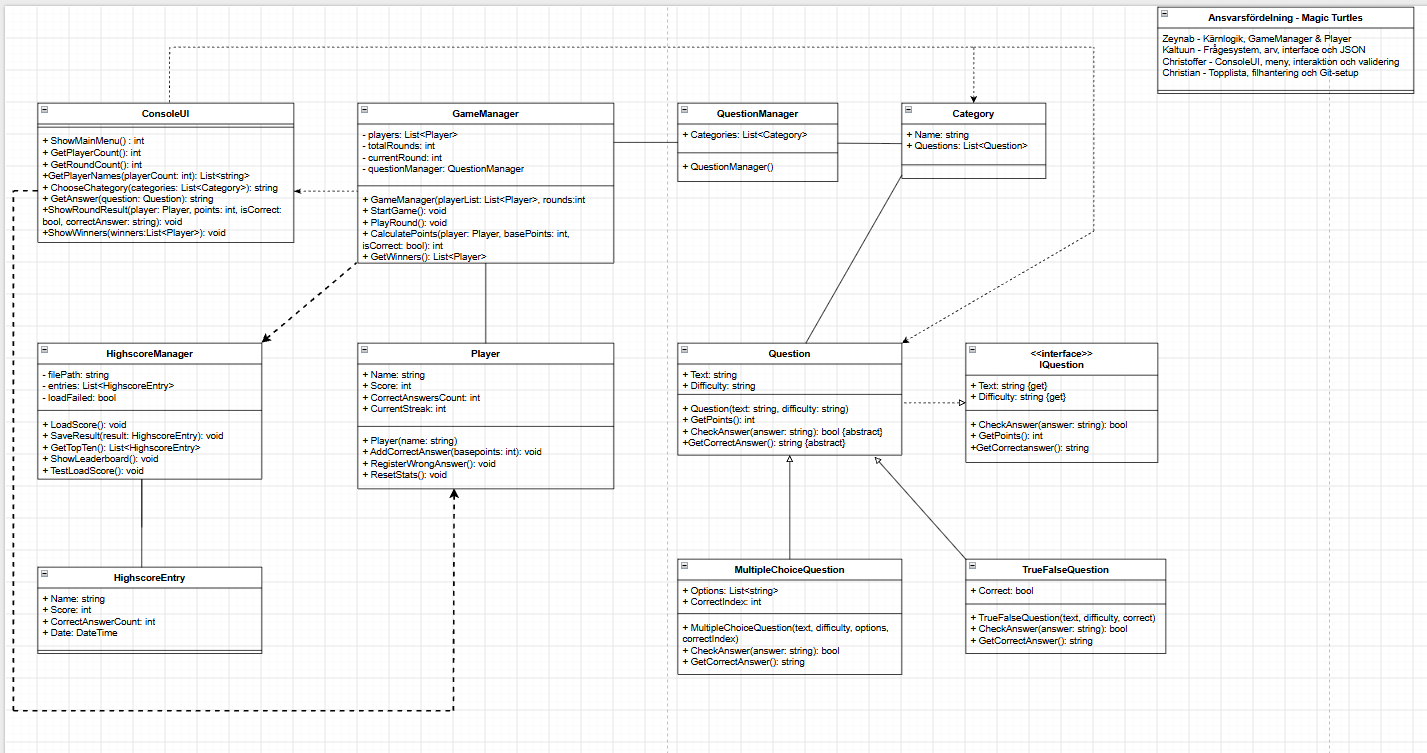 Ansvarsfördelning - Magic Turtles
Zeynab - Kärnlogik, GameManager & Player
Kaltuun - Frågesystem, arv, interface och JSON
Christoffer - ConsoleUI, meny, interaktion och validering
Christian - Topplista, filhantering och Git-setup
ConsoleUI
+ ShowMainMenu() : int
+ GetPlayerCount(): int
+ GetRoundCount(): int
+GetPlayerNames(playerCount: int): List<string>
+ ChooseChategory(categories: List<Category>): string
+ GetAnswer(question: Question): string
+ShowRoundResult(player: Player, points: int, isCorrect:
bool, correctAnswer: string): void
+ShowWinners(winners:List<Player>): void
GameManager
- players: List<Player>
- totalRounds: int
- currentRound: int
- questionManager: QuestionManager
+ GameManager(playerList: List<Player>, rounds:int
+ StartGame(): void
+ PlayRound(): void
+ CalculatePoints(player: Player, basePoints: int,
isCorrect: bool): int
+ GetWinners(): List<Player>
QuestionManager
+ Categories: List<Category>
+ QuestionManager()
Category
+ Name: string
+ Questions: List<Question>
HighscoreManager
- filePath: string
- entries: List<HighscoreEntry>
- loadFailed: bool
+ LoadScore(): void
+ SaveResult(result: HighscoreEntry): void
+ GetTopTen(): List<HighscoreEntry>
+ ShowLeaderboard(): void
+ TestLoadScore(): void
Player
+ Name: string
+ Score: int
+ CorrectAnswersCount: int
+ CurrentStreak: int
+ Player(name: string)
+ AddCorrectAnswer(basepoints: int): void
+ RegisterWrongAnswer(): void
+ ResetStats(): void
Question
+ Text: string
+ Difficulty: string
+ Question(text: string, difficulty: string)
+ GetPoints(): int
+ CheckAnswer(answer: string): bool {abstract}
+GetCorrectAnswer(): string {abstract}
<<interface>>
IQuestion
+ Text: string {get}
+ Difficulty: string {get}
+ CheckAnswer(answer: string): bool
+ GetPoints(): int
+GetCorrectanswer(): string
HighscoreEntry
+ Name: string
+ Score: int
+ CorrectAnswerCount: int
+ Date: DateTime
MultipleChoiceQuestion
+ Options: List<string>
+ CorrectIndex: int
+ MultipleChoiceQuestion(text, difficulty, options,
correctIndex)
+ CheckAnswer(answer: string): bool
+ GetCorrectAnswer(): string
TrueFalseQuestion
+ Correct: bool
+ TrueFalseQuestion(text, difficulty, correct)
+ CheckAnswer(answer: string): bool
+ GetCorrectAnswer(): string